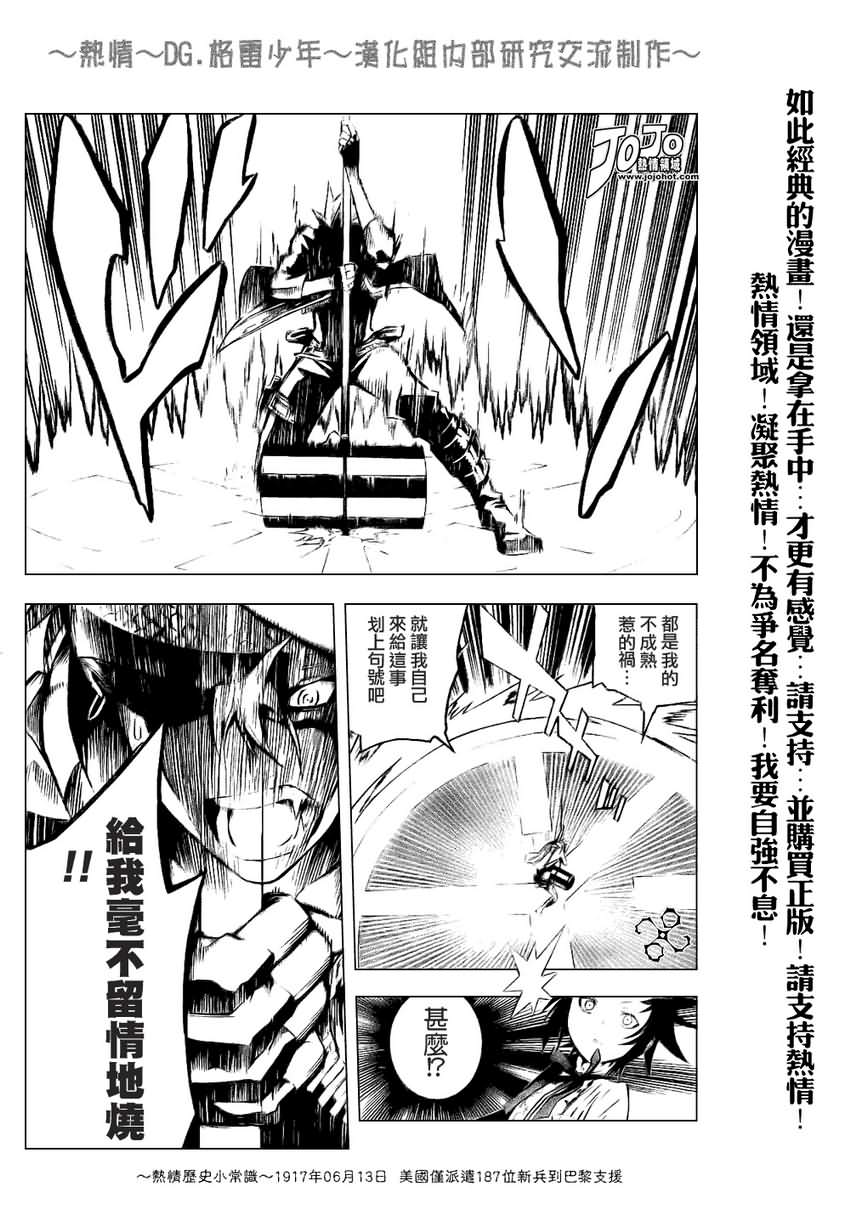 ～熱情～DG.格雷少年～漢化組內部研究交流制作～
如此經典的漫畫！還是拿在手中…才更有感覺…請支持…並購買正版！請支持熱情！
熱情領域！凝聚熱情！不為爭名奪利！我要自強不息！
JOJO
熱情領域
www.jojohot.com
都是我的
不成熟
惹的禍…
就讓我自己
來給這事
划上句號吧
甚麼!?
給我毫不留情地燒
!!
～熱情歷史小常識～1917年06月13日 美國僅派遣187位新兵到巴黎支援